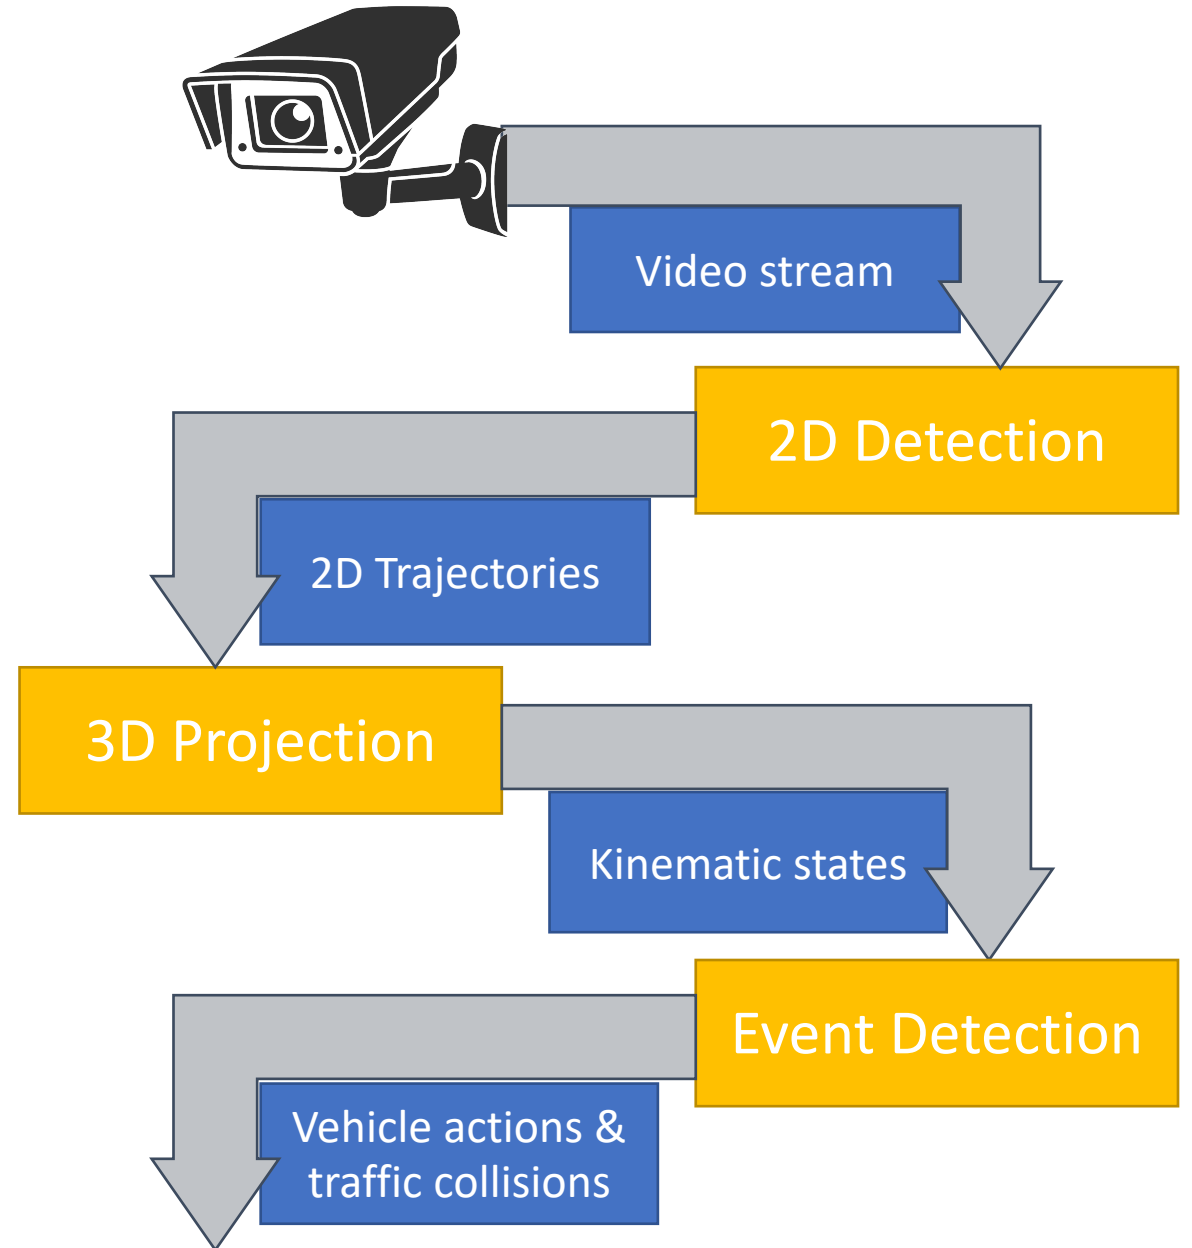 Video stream
2D Detection
2D Trajectories
3D Projection
Kinematic states
Event Detection
Vehicle actions &
traffic collisions